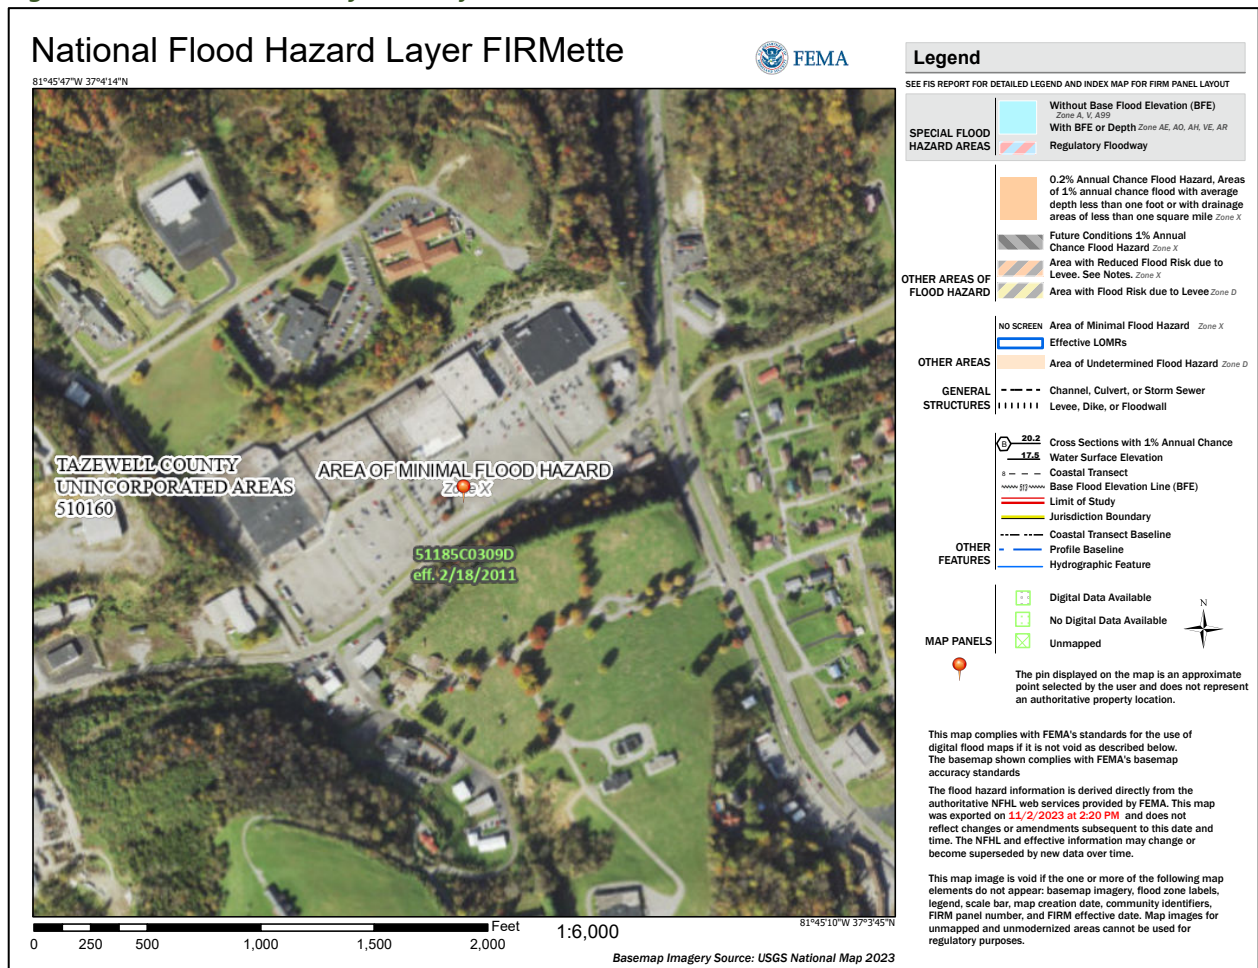 National Flood Hazard Layer FIRMette
FEMA
81°45'47"W 37°4'14"N
TAZEWELL COUNTY
UNINCORPORATED AREAS
510160
AREA OF MINIMAL FLOOD HAZARD
Zone X
51185C0309D
eff. 2/18/2011
81°45'10"W 37°3'45"N
0 250 500 1,000 1,500 2,000
Feet
1:6,000
Basemap Imagery Source: USGS National Map 2023
Legend
SEE FIS REPORT FOR DETAILED LEGEND AND INDEX MAP FOR FIRM PANEL LAYOUT
SPECIAL FLOOD
HAZARD AREAS
Without Base Flood Elevation (BFE)
Zone A, V, A99
With BFE or Depth Zone AE, AO, AH, VE, AR
Regulatory Floodway
OTHER AREAS OF
FLOOD HAZARD
0.2% Annual Chance Flood Hazard, Areas
of 1% annual chance flood with average
depth less than one foot or with drainage
areas of less than one square mile Zone X
Future Conditions 1% Annual
Chance Flood Hazard Zone X
Area with Reduced Flood Risk due to
Levee. See Notes. Zone X
Area with Flood Risk due to Levee Zone D
OTHER AREAS
NO SCREEN Area of Minimal Flood Hazard Zone X
Effective LOMRs
Area of Undetermined Flood Hazard Zone D
GENERAL
STRUCTURES
Channel, Culvert, or Storm Sewer
Levee, Dike, or Floodwall
OTHER
FEATURES
B 20.2 Cross Sections with 1% Annual Chance
17.5 Water Surface Elevation
8 Coastal Transect
Base Flood Elevation Line (BFE)
Limit of Study
Jurisdiction Boundary
Coastal Transect Baseline
Profile Baseline
Hydrographic Feature
MAP PANELS
Digital Data Available
No Digital Data Available
Unmapped
N
The pin displayed on the map is an approximate
point selected by the user and does not represent
an authoritative property location.
This map complies with FEMA's standards for the use of
digital flood maps if it is not void as described below.
The basemap shown complies with FEMA's basemap
accuracy standards
The flood hazard information is derived directly from the
authoritative NFHL web services provided by FEMA. This map
was exported on 11/2/2023 at 2:20 PM and does not
reflect changes or amendments subsequent to this date and
time. The NFHL and effective information may change or
become superseded by new data over time.
This map image is void if the one or more of the following map
elements do not appear: basemap imagery, flood zone labels,
legend, scale bar, map creation date, community identifiers,
FIRM panel number, and FIRM effective date. Map images for
unmapped and unmodernized areas cannot be used for
regulatory purposes.